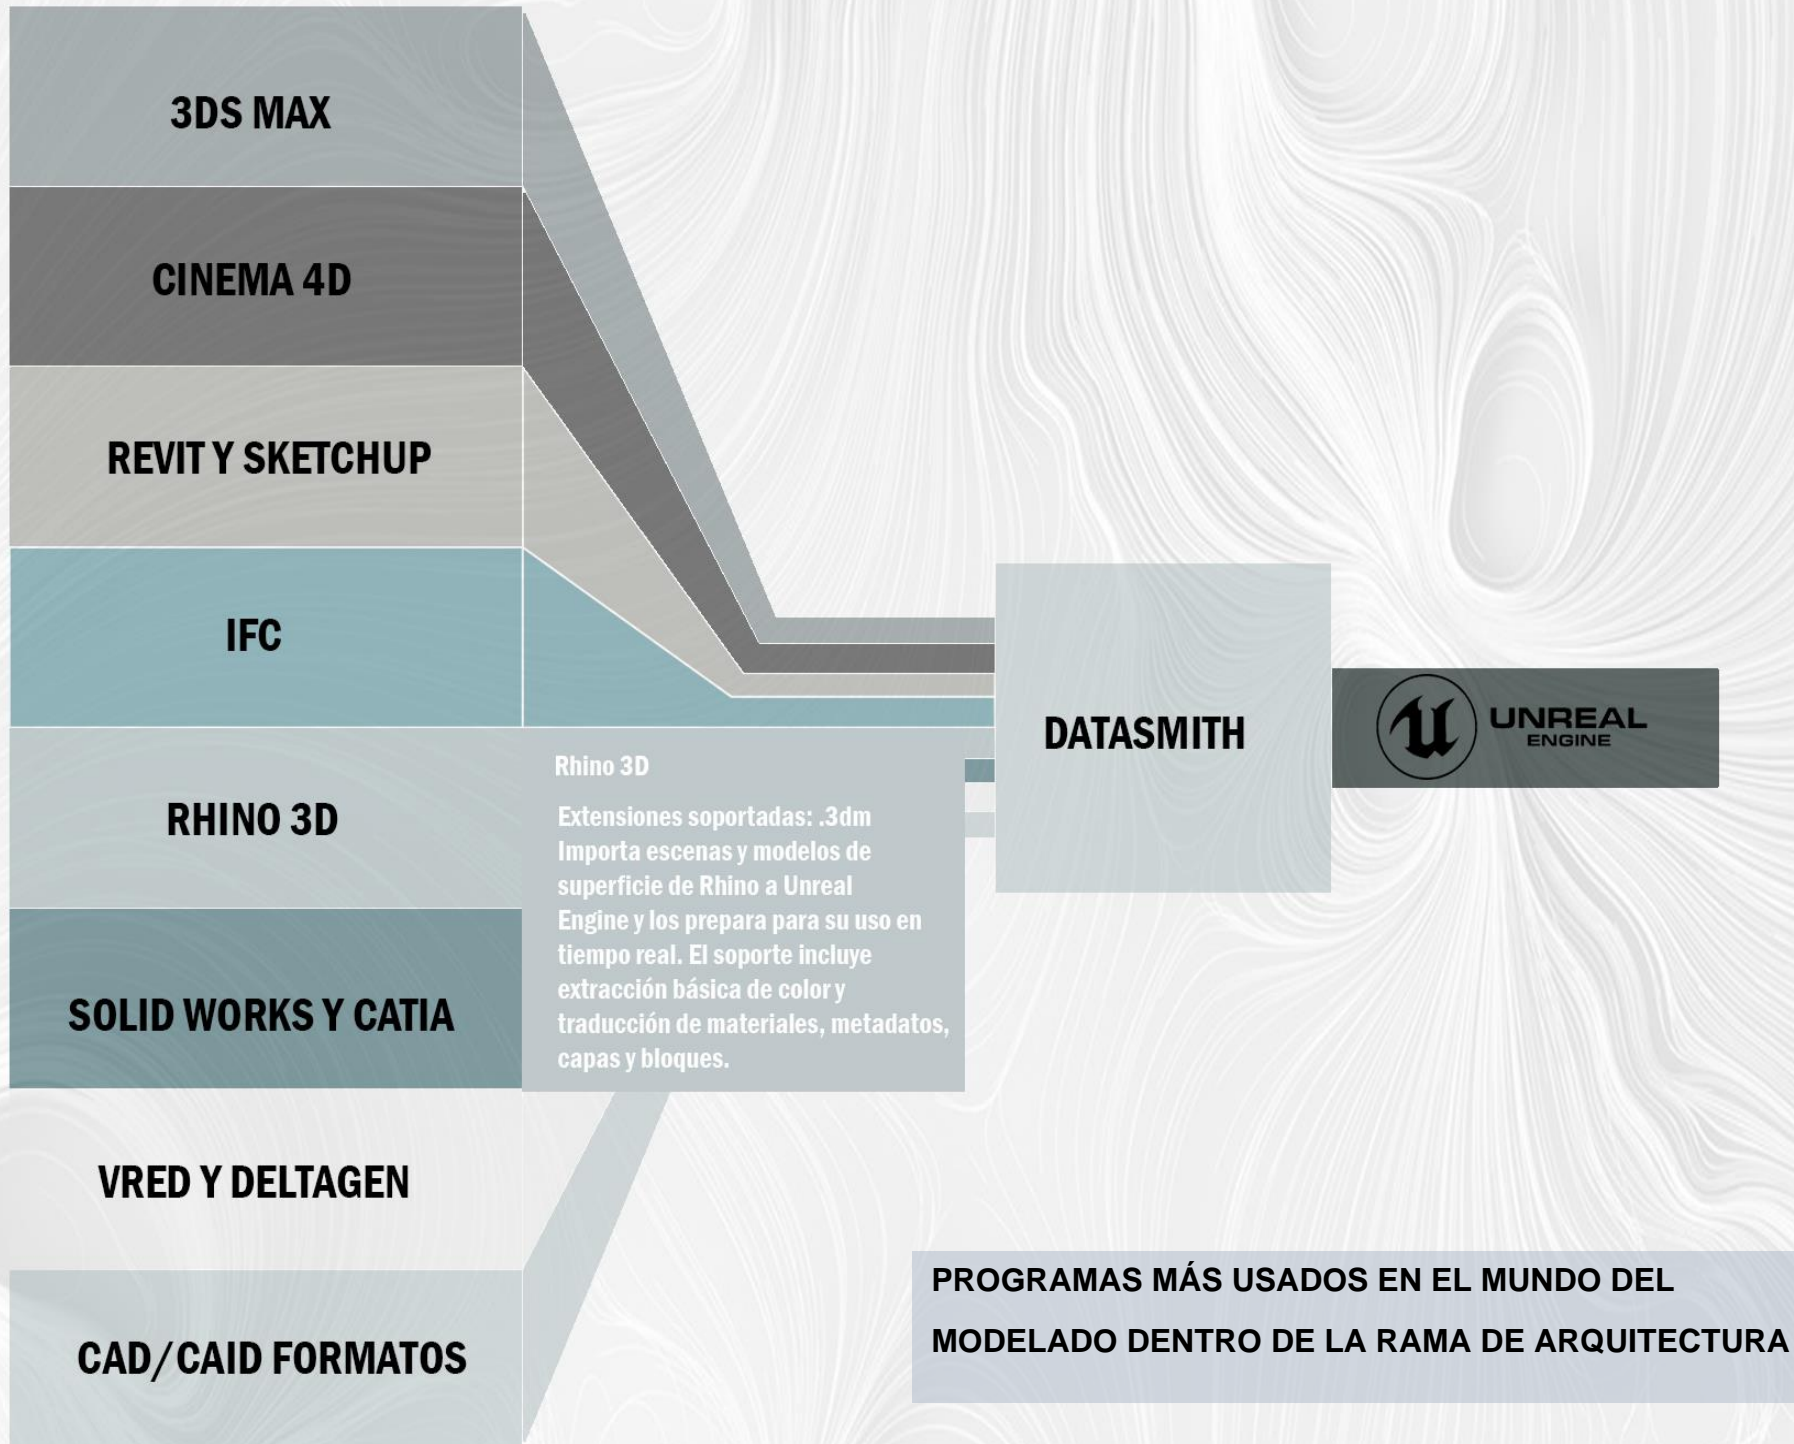 3DS MAX
CINEMA 4D
REVIT Y SKETCHUP
IFC
RHINO 3D
SOLID WORKS Y CATIA
VRED Y DELTAGEN
CAD/CAID FORMATOS
Rhino 3D
Extensiones soportadas: .3dm
Importa escenas y modelos de
superficie de Rhino a Unreal
Engine y los prepara para su uso en
tiempo real. El soporte incluye
extracción básica de color y
traducción de materiales, metadatos,
capas y bloques.
DATASMITH
UNREAL
ENGINE
PROGRAMAS MÁS USADOS EN EL MUNDO DEL
MODELADO DENTRO DE LA RAMA DE ARQUITECTURA